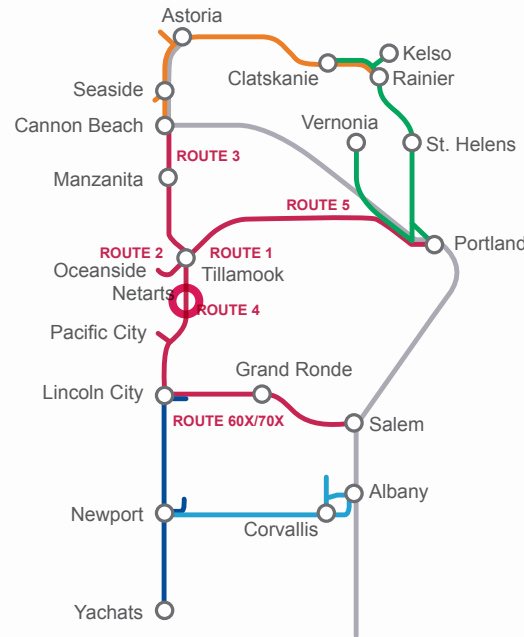 Astoria
Kelso
Clatskanie
Rainier
Seaside
Cannon Beach
Vernonia
St. Helens
ROUTE 3
Manzanita
ROUTE 5
Portland
ROUTE 2
ROUTE 1
Oceanside
Tillamook
Netarts
ROUTE 4
Pacific City
Grand Ronde
Lincoln City
ROUTE 60X/70X
Salem
Albany
Newport
Corvallis
Yachats